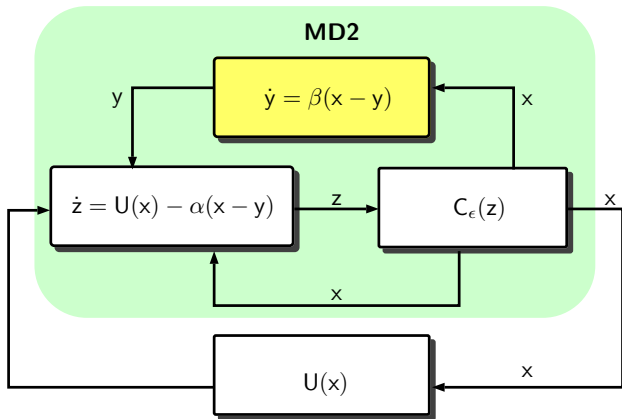 MD2
ẏ = β(x − y)
y
x
ż = U(x) − α(x − y)
z
C_ϵ(z)
x
x
U(x)
x